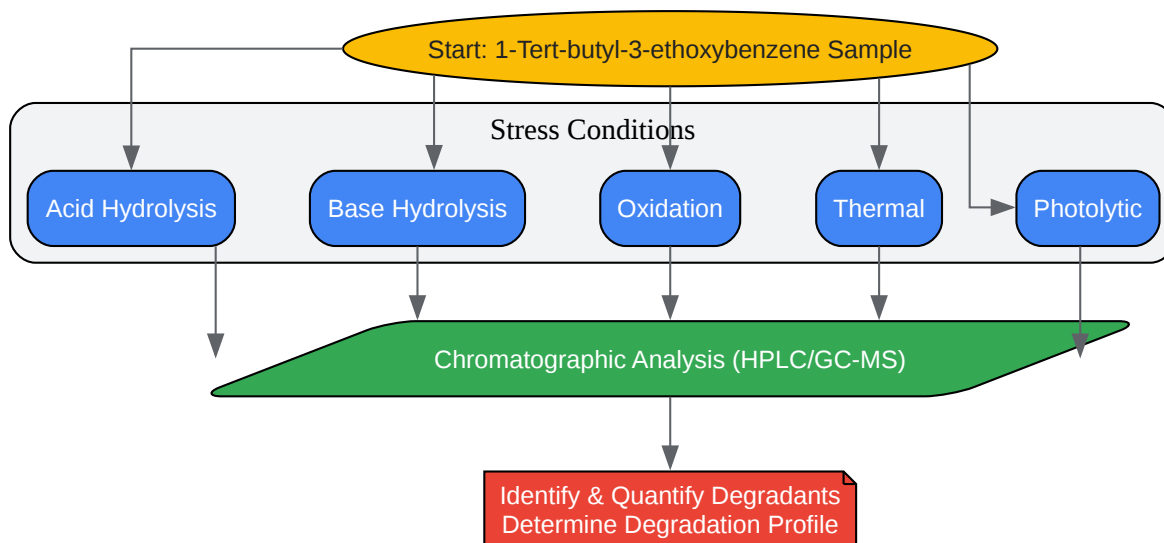 Start: 1-Tert-butyl-3-ethoxybenzene Sample
Stress Conditions
Acid Hydrolysis
Base Hydrolysis
Oxidation
Thermal
Photolytic
Chromatographic Analysis (HPLC/GC-MS)
Identify & Quantify Degradants
Determine Degradation Profile